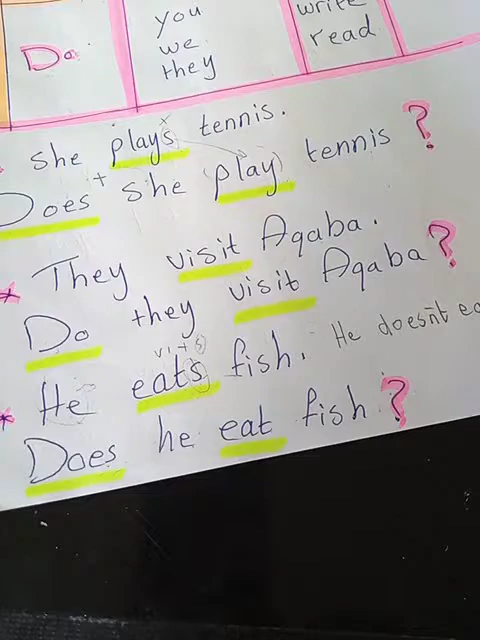 Do
you
we
they
write
read
She plays tennis.
Does + she play tennis ?
They visit Aqaba.
Do they visit Aqaba ?
v1+s
He eats fish. He doesn't
Does he eat fish ?